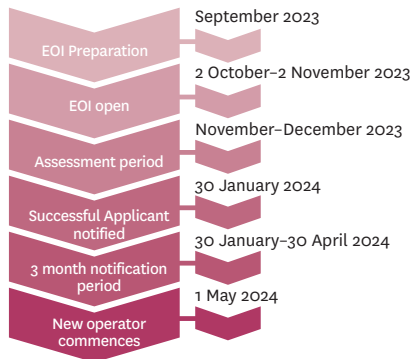 September 2023
EOI Preparation
2 October–2 November 2023
EOI open
November–December 2023
Assessment period
30 January 2024
Successful Applicant
notified
30 January–30 April 2024
3 month notification
period
1 May 2024
New operator
commences